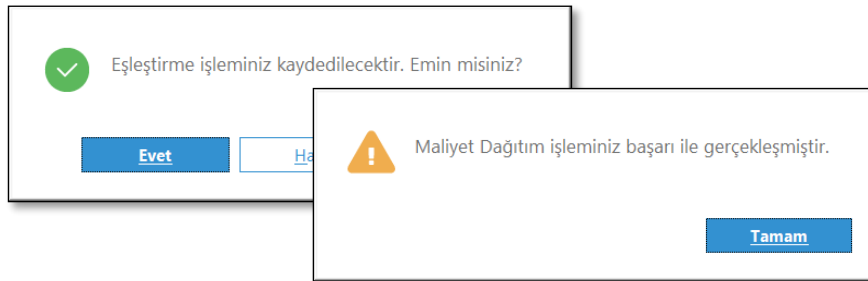 Eşleştirme işleminiz kaydedilecektir. Emin misiniz?
Evet
Maliyet Dağıtım işleminiz başarı ile gerçekleşmiştir.
Tamam